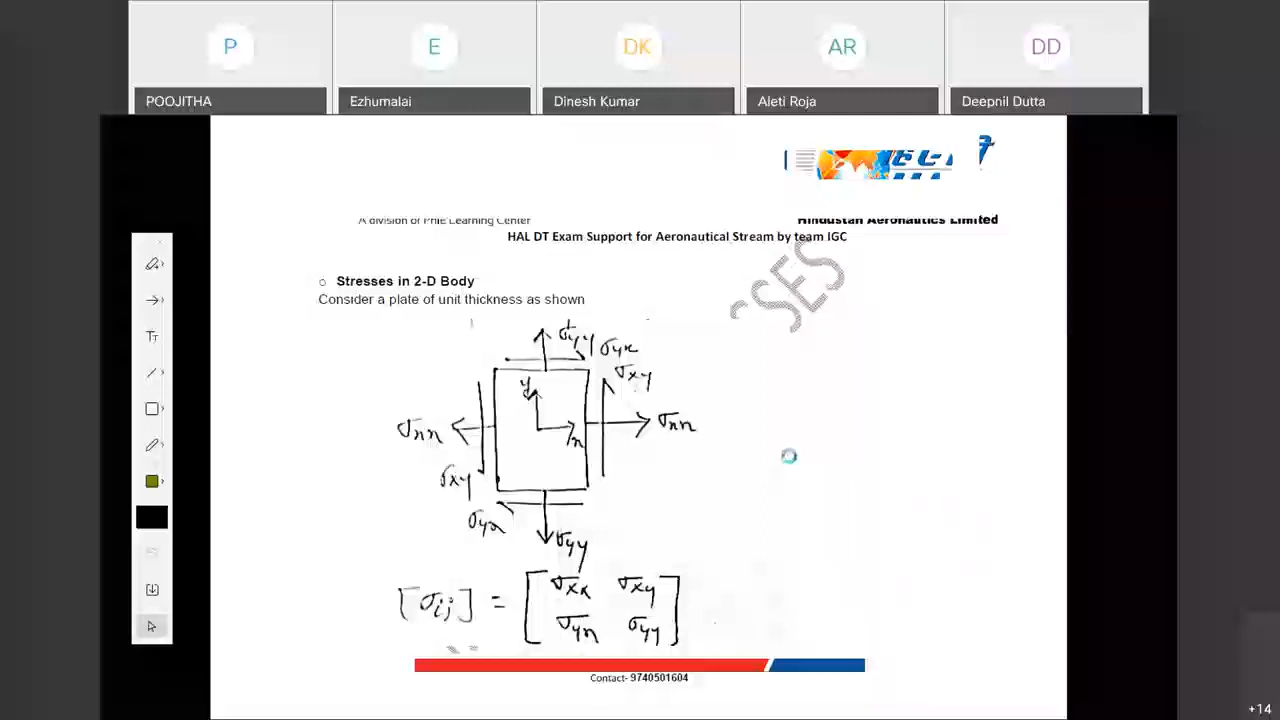 P E DK AR DD
POOJITHA Ezhumalai Dinesh Kumar Aleti Roja Deepnil Dutta
A division of PhIE Learning Center Hindustan Aeronautics Limited
HAL DT Exam Support for Aeronautical Stream by team IGC
SSES
○ Stresses in 2-D Body
Consider a plate of unit thickness as shown
σyy σyx
σxy
y
σxx x σxx
σxy
σyx
σyy
[σij] = [σxx σxy
σyx σyy]
Contact- 9740501604
+14